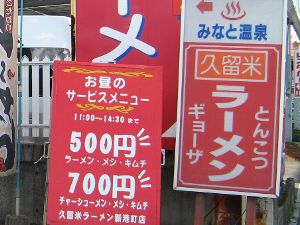 ラーメン
お昼の
サービスメニュー
11:00~14:30まで
500円
ラーメン・メシ・キムチ
700円
チャーシューメン・メシ・キムチ
久留米ラーメン新港町店
みなと温泉
久留米
ラーメン
とんこつ
ギョーザ